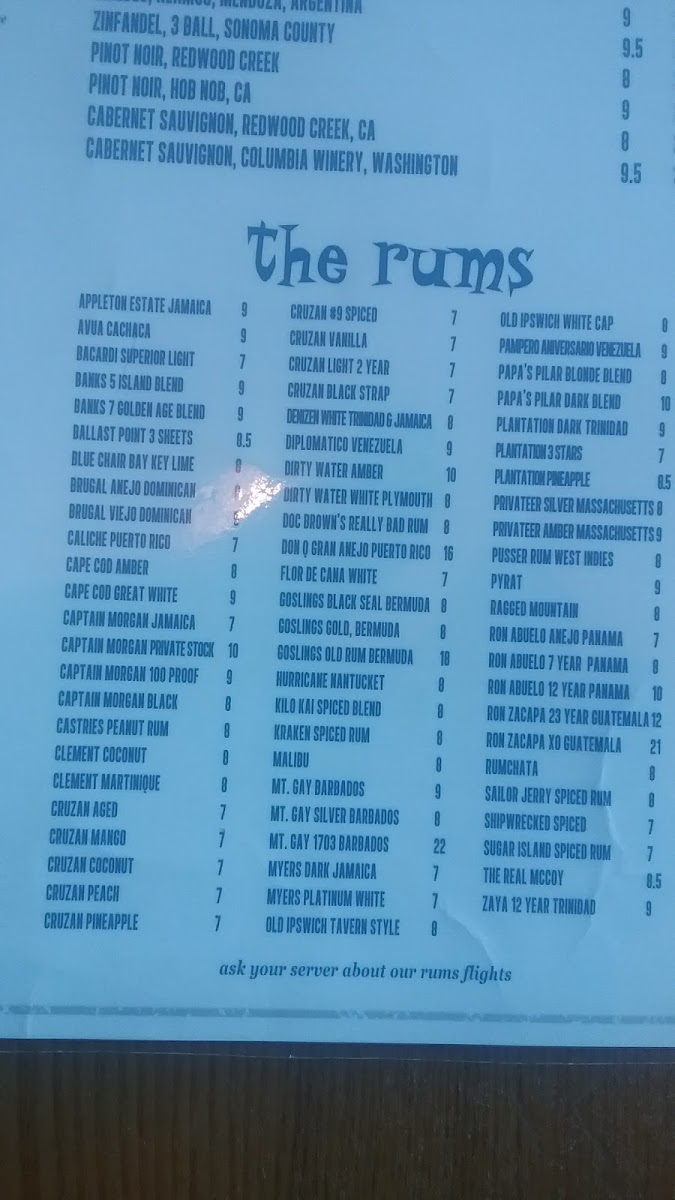 ARGENTINA
9
ZINFANDEL, 3 BALL, SONOMA COUNTY 9.5
PINOT NOIR, REDWOOD CREEK 8
PINOT NOIR, HOB NOB, CA 9
CABERNET SAUVIGNON, REDWOOD CREEK, CA 8
CABERNET SAUVIGNON, COLUMBIA WINERY, WASHINGTON 9.5
the rums
APPLETON ESTATE JAMAICA 9
AVUA CACHACA 9
BACARDI SUPERIOR LIGHT 7
BANKS 5 ISLAND BLEND 9
BANKS 7 GOLDEN AGE BLEND 9
BALLAST POINT 3 SHEETS 8.5
BLUE CHAIR BAY KEY LIME 8
BRUGAL ANEJO DOMINICAN
BRUGAL VIEJO DOMINICAN
CALICHE PUERTO RICO 7
CAPE COD AMBER 8
CAPE COD GREAT WHITE 9
CAPTAIN MORGAN JAMAICA 7
CAPTAIN MORGAN PRIVATE STOCK 10
CAPTAIN MORGAN 100 PROOF 9
CAPTAIN MORGAN BLACK 8
CASTRIES PEANUT RUM 8
CLEMENT COCONUT 8
CLEMENT MARTINIQUE 8
CRUZAN AGED 7
CRUZAN MANGO 7
CRUZAN COCONUT 7
CRUZAN PEACH 7
CRUZAN PINEAPPLE 7
CRUZAN #9 SPICED 7
CRUZAN VANILLA 7
CRUZAN LIGHT 2 YEAR 7
CRUZAN BLACK STRAP 7
DENIZEN WHITE TRINIDAD & JAMAICA 8
DIPLOMATICO VENEZUELA 9
DIRTY WATER AMBER 10
DIRTY WATER WHITE PLYMOUTH 8
DOC BROWN'S REALLY BAD RUM 8
DON Q GRAN ANEJO PUERTO RICO 16
FLOR DE CANA WHITE 7
GOSLINGS BLACK SEAL BERMUDA 8
GOSLINGS GOLD, BERMUDA 8
GOSLINGS OLD RUM BERMUDA 18
HURRICANE NANTUCKET 8
KILO KAI SPICED BLEND 8
KRAKEN SPICED RUM 8
MALIBU 8
MT. GAY BARBADOS 9
MT. GAY SILVER BARBADOS 8
MT. GAY 1703 BARBADOS 22
MYERS DARK JAMAICA 7
MYERS PLATINUM WHITE 7
OLD IPSWICH TAVERN STYLE 8
OLD IPSWICH WHITE CAP 8
PAMPERO ANIVERSARIO VENEZUELA 9
PAPA'S PILAR BLONDE BLEND 8
PAPA'S PILAR DARK BLEND 10
PLANTATION DARK TRINIDAD 9
PLANTATION 3 STARS 7
PLANTATION PINEAPPLE 8.5
PRIVATEER SILVER MASSACHUSETTS 8
PRIVATEER AMBER MASSACHUSETTS 9
PUSSER RUM WEST INDIES 8
PYRAT 9
RAGGED MOUNTAIN 8
RON ABUELO ANEJO PANAMA 7
RON ABUELO 7 YEAR PANAMA 8
RON ABUELO 12 YEAR PANAMA 10
RON ZACAPA 23 YEAR GUATEMALA 12
RON ZACAPA XO GUATEMALA 21
RUMCHATA 8
SAILOR JERRY SPICED RUM 8
SHIPWRECKED SPICED 7
SUGAR ISLAND SPICED RUM 7
THE REAL MCCOY 8.5
ZAYA 12 YEAR TRINIDAD 9
ask your server about our rums flights